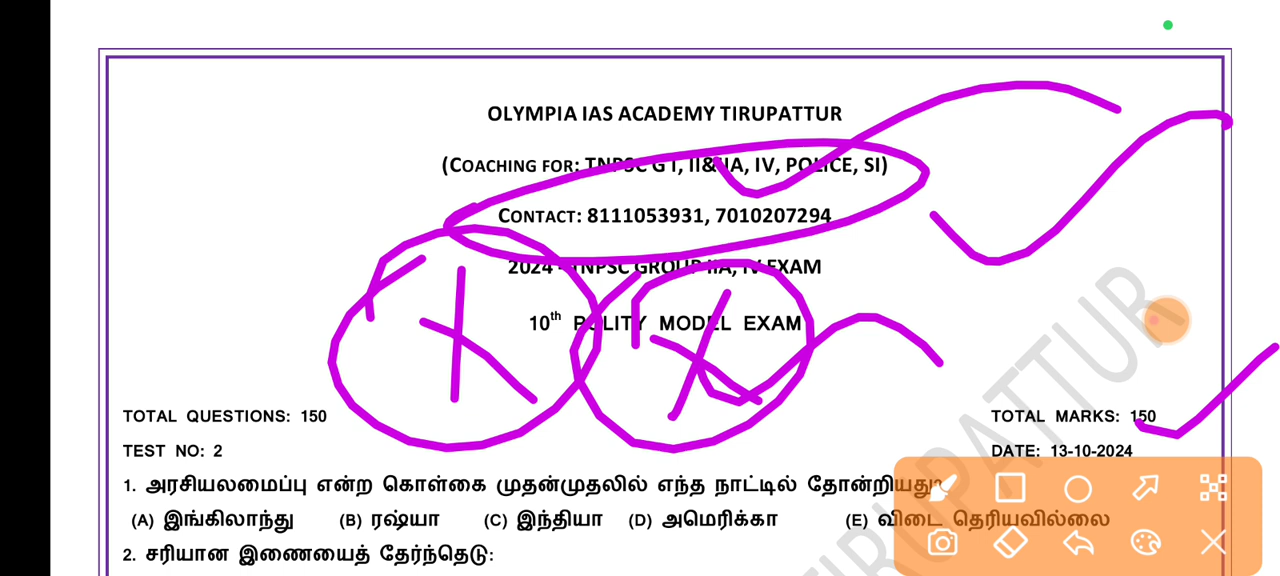 OLYMPIA IAS ACADEMY TIRUPATTUR
(COACHING FOR: TNPSC G I, II&IIA, IV, POLICE, SI)
CONTACT: 8111053931, 7010207294
2024 - TNPSC GROUP IIA, IV EXAM
10th POLITY MODEL EXAM
TOTAL QUESTIONS: 150 TOTAL MARKS: 150
TEST NO: 2 DATE: 13-10-2024
1. அரசியலமைப்பு என்ற கொள்கை முதன்முதலில் எந்த நாட்டில் தோன்றியது?
(A) இங்கிலாந்து (B) ரஷ்யா (C) இந்தியா (D) அமெரிக்கா (E) விடை தெரியவில்லை
2. சரியான இணையைத் தேர்ந்தெடு:
TIRUPATTUR